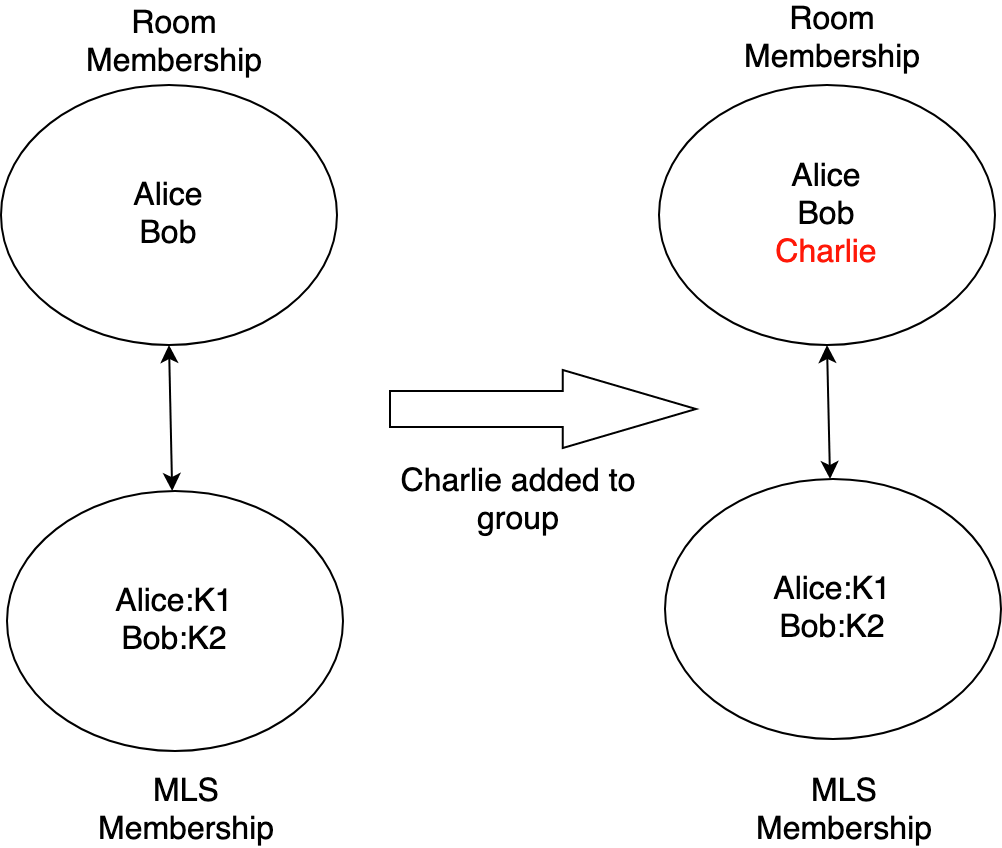 Room
Membership
Alice
Bob
Alice:K1
Bob:K2
MLS
Membership
Charlie added to
group
Room
Membership
Alice
Bob
Charlie
Alice:K1
Bob:K2
MLS
Membership